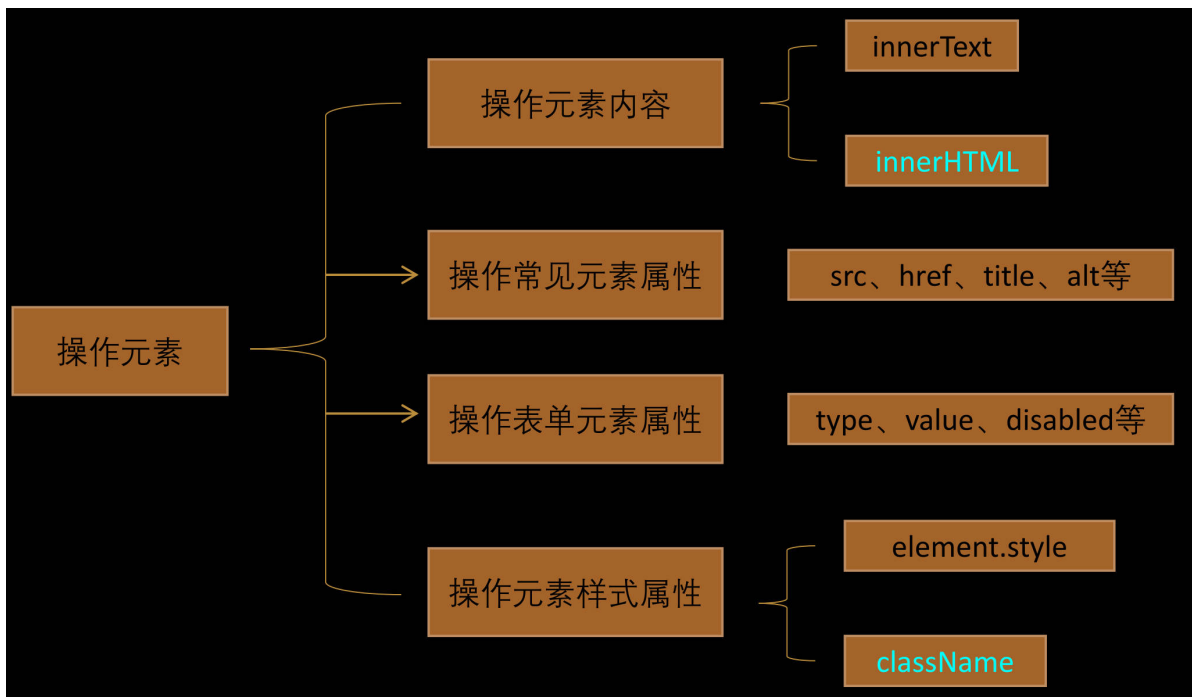 innerText
操作元素内容
innerHTML
操作常见元素属性
src、href、title、alt等
操作元素
操作表单元素属性
type、value、disabled等
element.style
操作元素样式属性
className